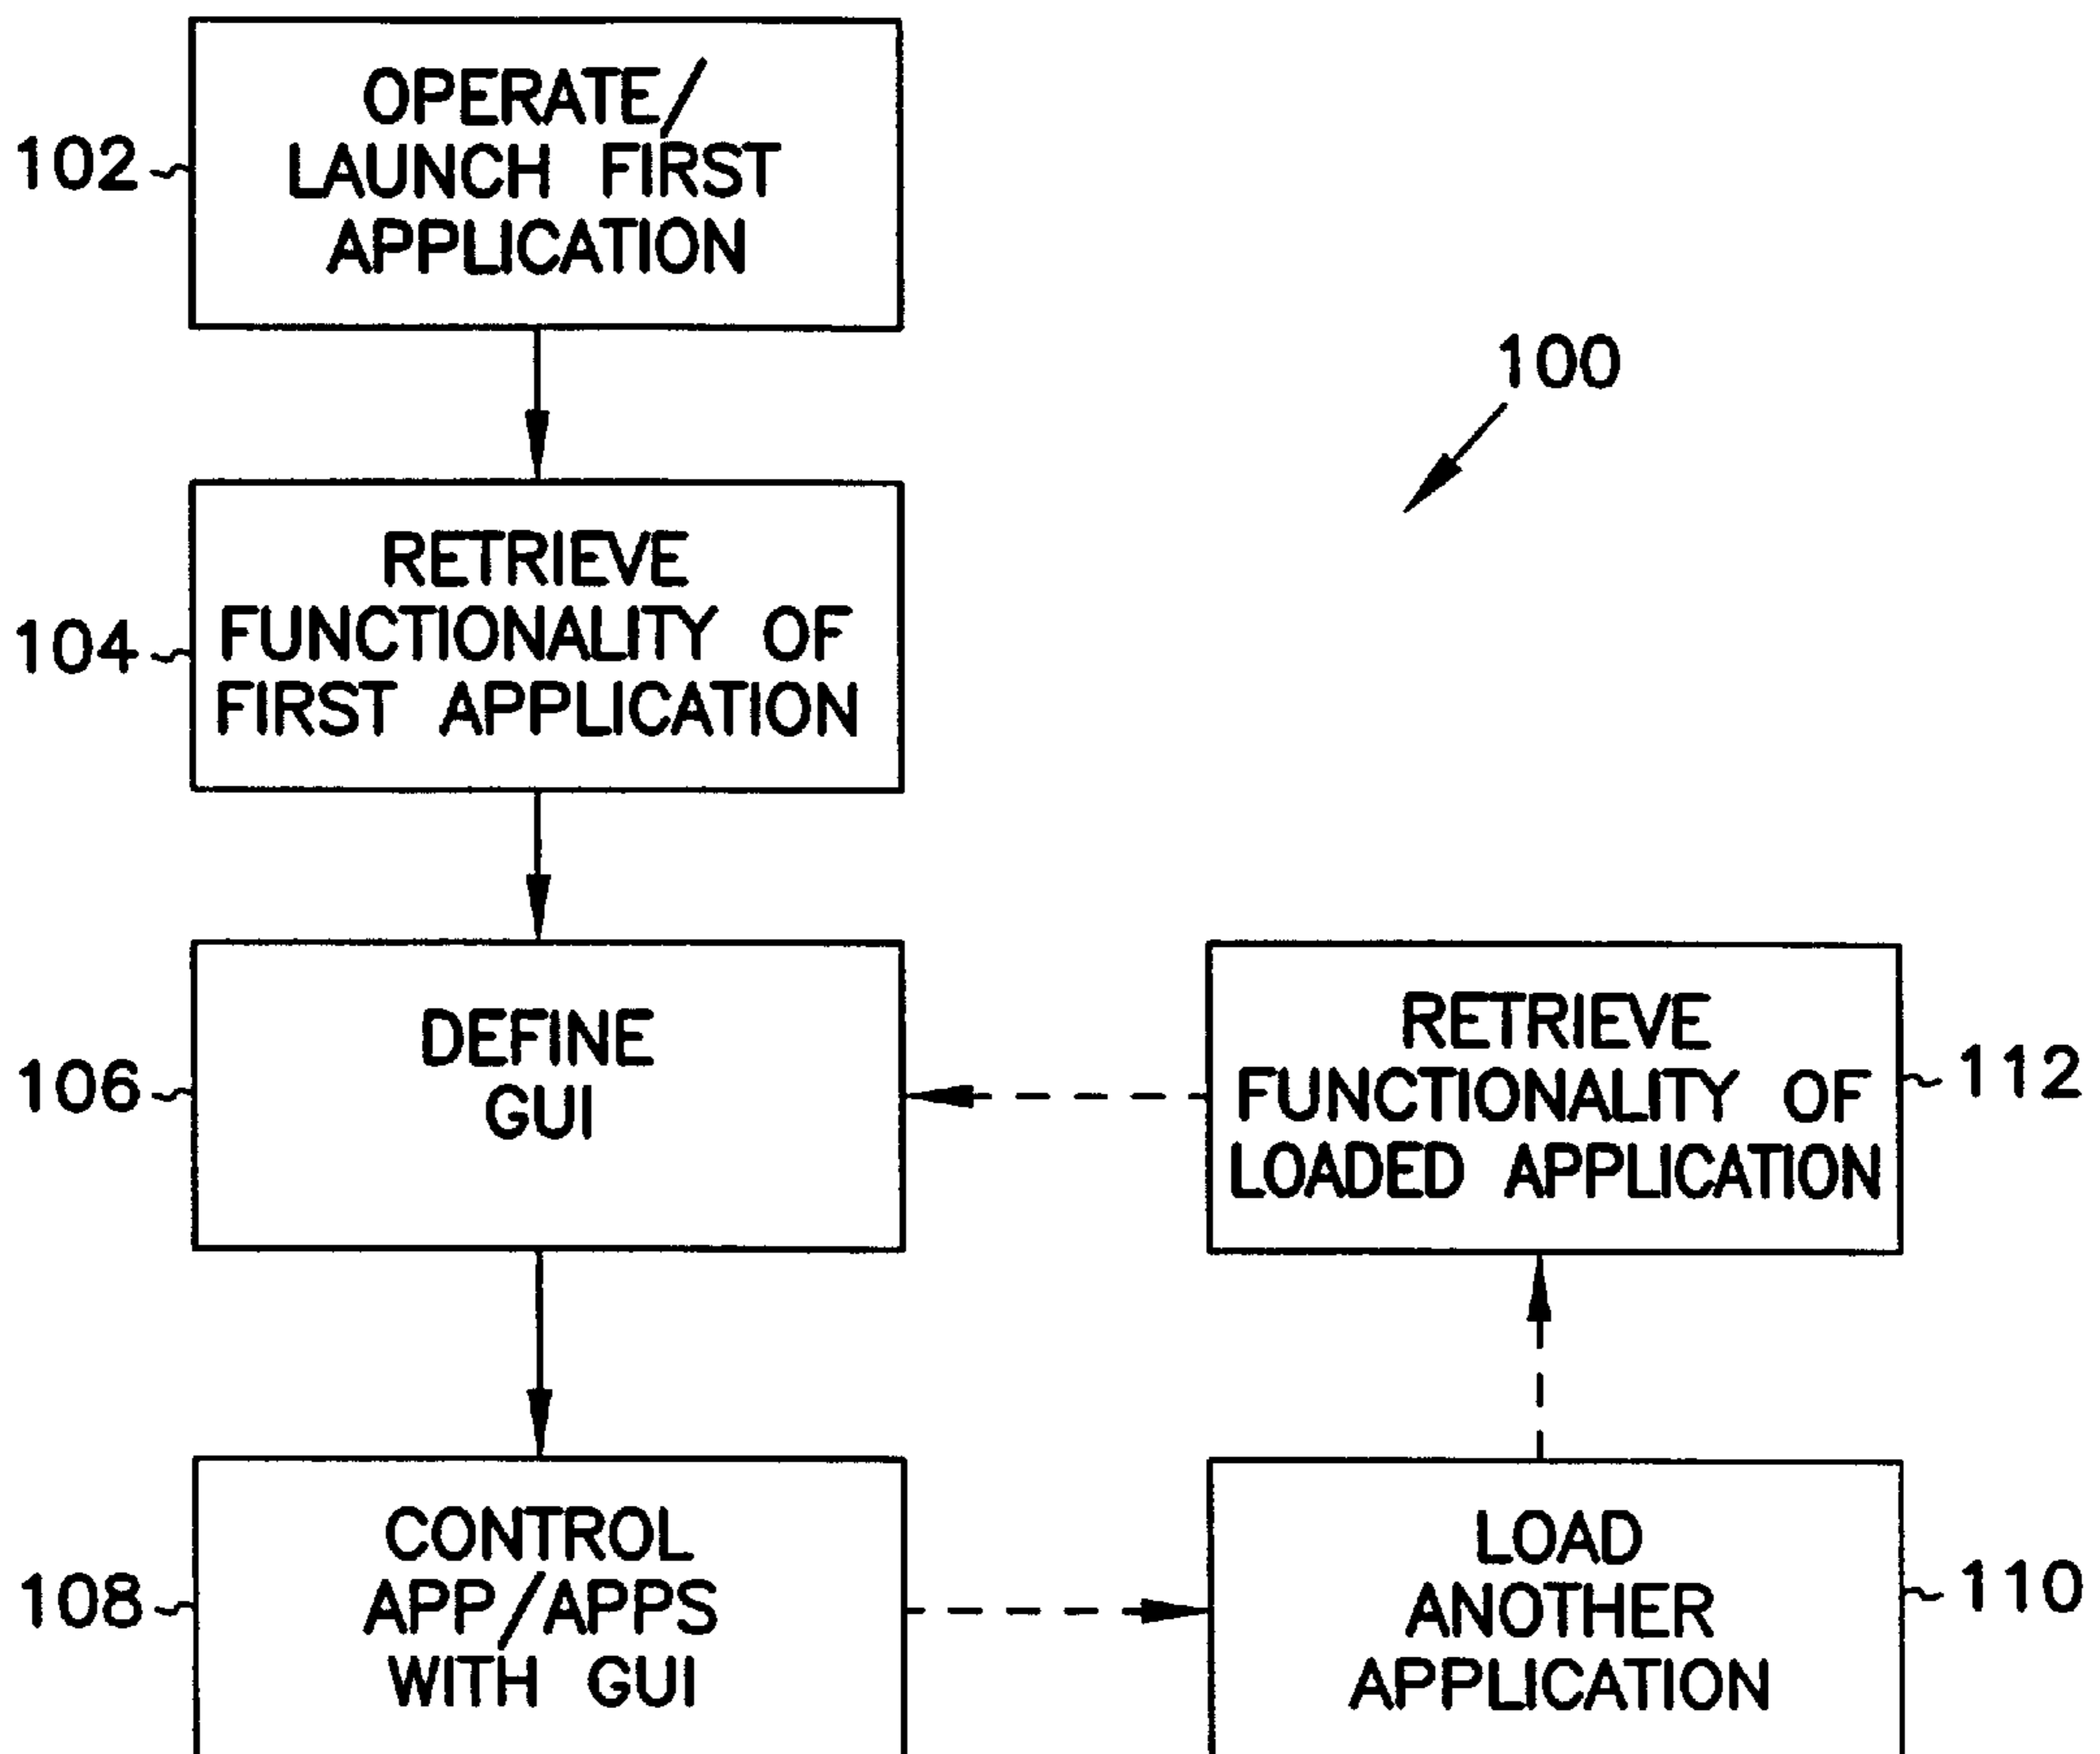 OPERATE/
LAUNCH FIRST
APPLICATION
102
100
RETRIEVE
FUNCTIONALITY OF
FIRST APPLICATION
104
DEFINE
GUI
106
RETRIEVE
FUNCTIONALITY OF
LOADED APPLICATION
112
CONTROL
APP/APPS
WITH GUI
108
LOAD
ANOTHER
APPLICATION
110